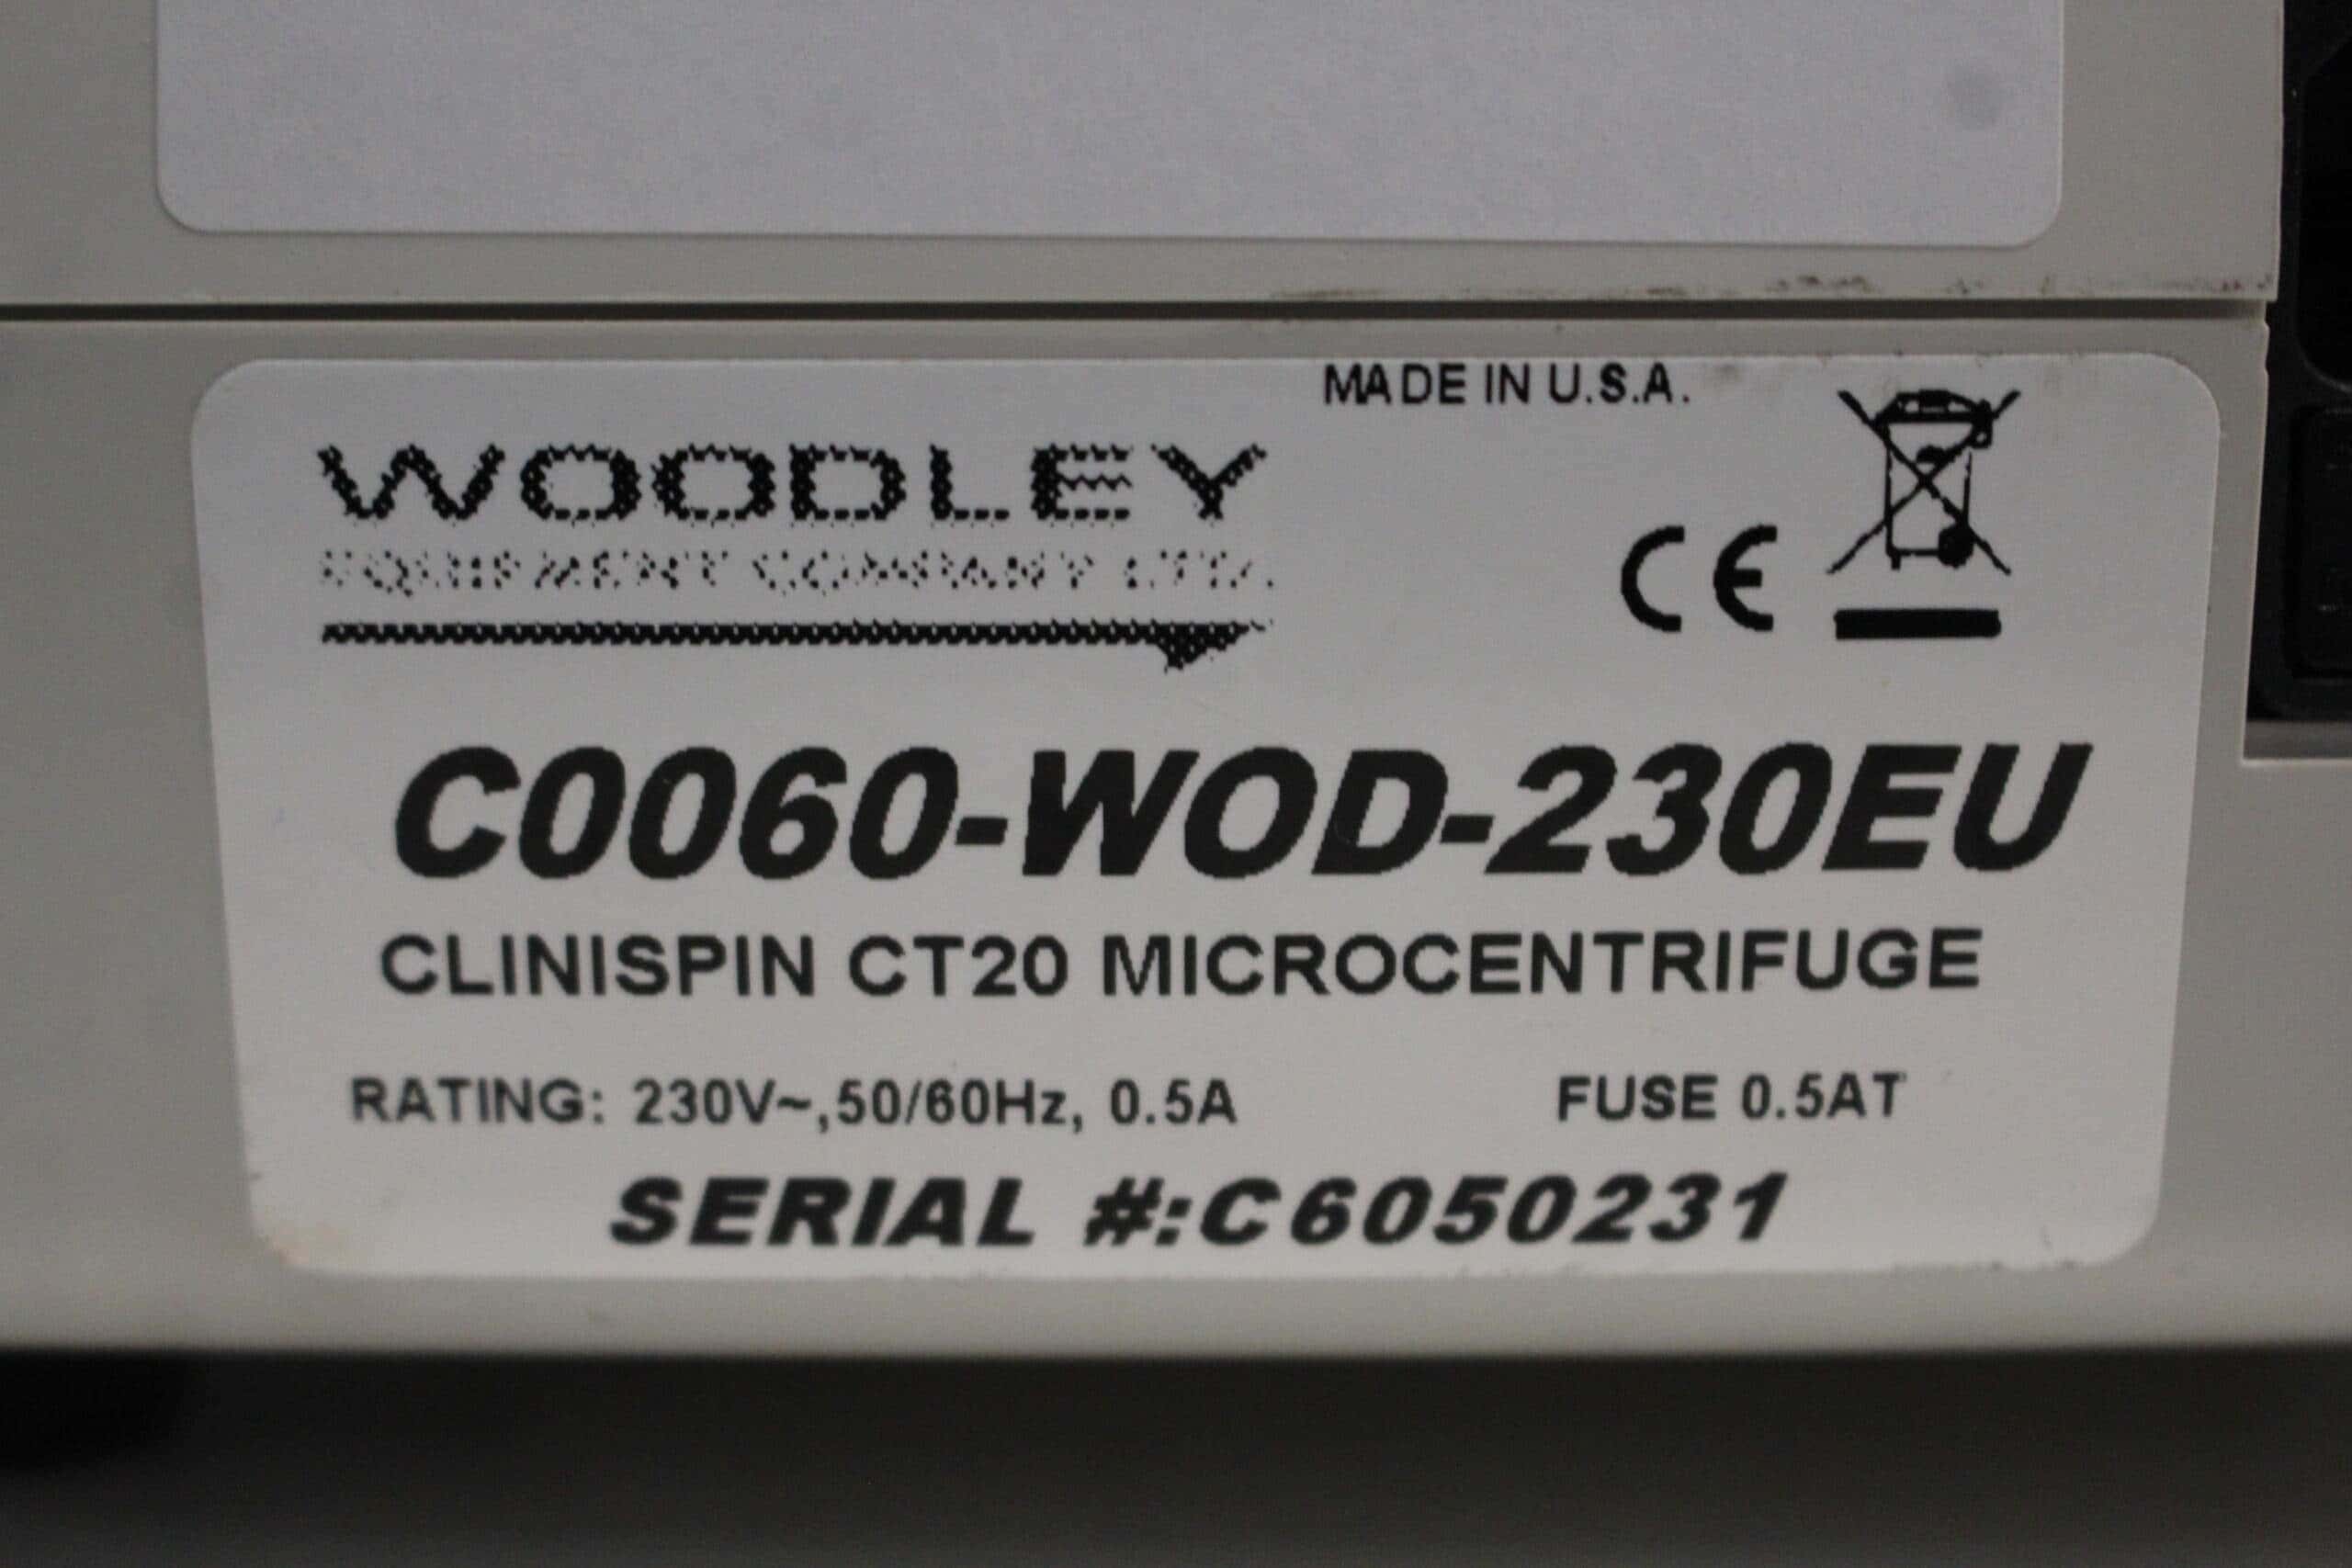 MADE IN U.S.A.
WOODLEY
EQUIPMENT COMPANY LTD.
CE
C0060-WOD-230EU
CLINISPIN CT20 MICROCENTRIFUGE
RATING: 230V~,50/60Hz, 0.5A
FUSE 0.5AT
SERIAL #:C6050231